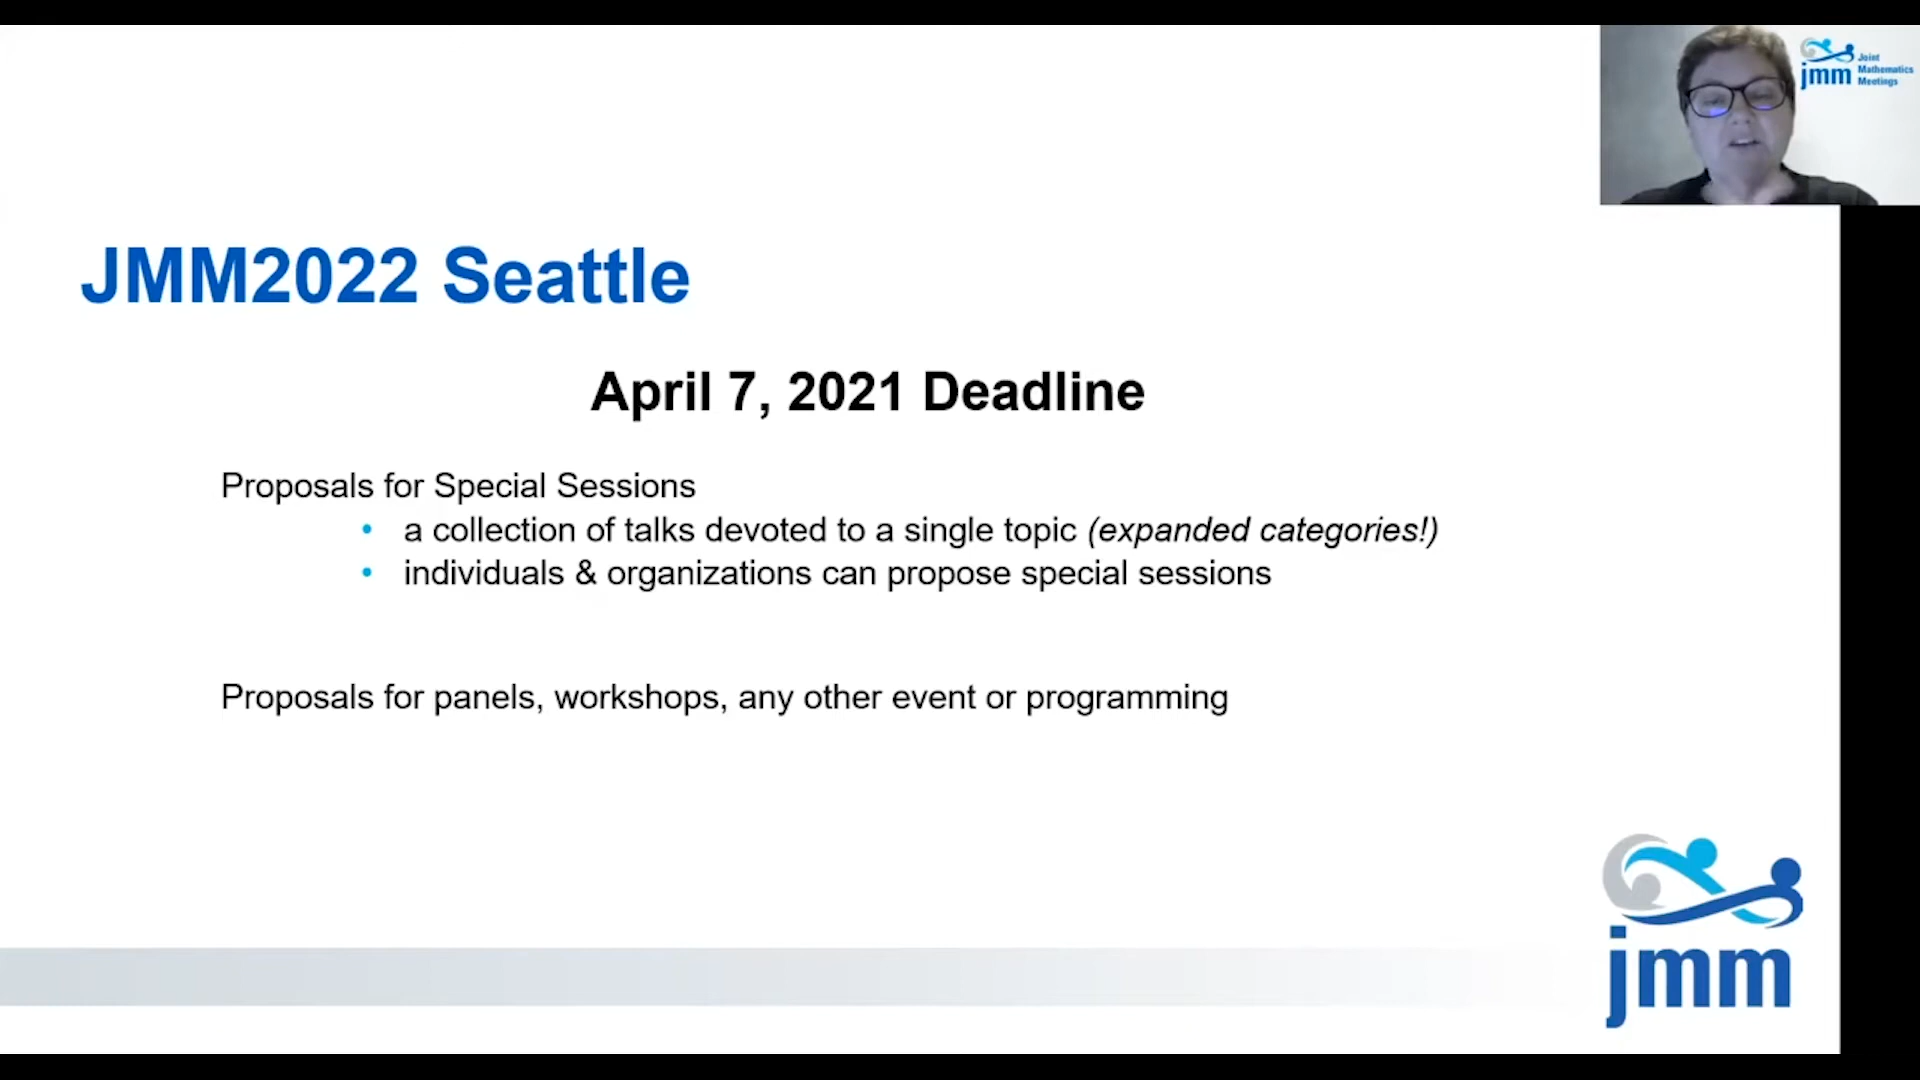 jmm
Joint
Mathematics
Meetings
JMM2022 Seattle
April 7, 2021 Deadline
Proposals for Special Sessions
• a collection of talks devoted to a single topic (expanded categories!)
• individuals & organizations can propose special sessions
Proposals for panels, workshops, any other event or programming
jmm